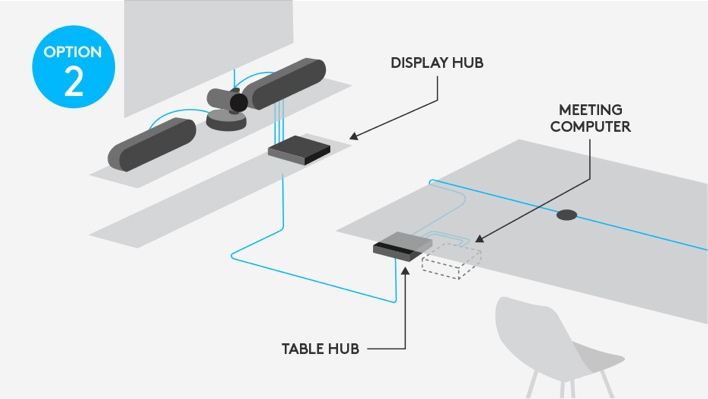 OPTION
2
DISPLAY HUB
MEETING
COMPUTER
TABLE HUB